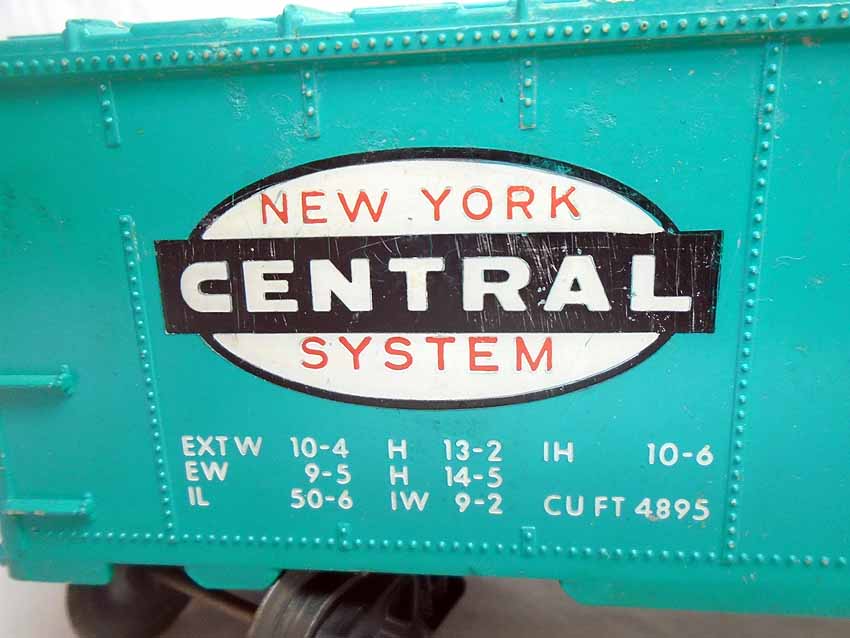 NEW YORK
CENTRAL
SYSTEM
EXT W 10-4 H 13-2 IH 10-6
EW 9-5 H 14-5
IL 50-6 IW 9-2 CU FT 4895